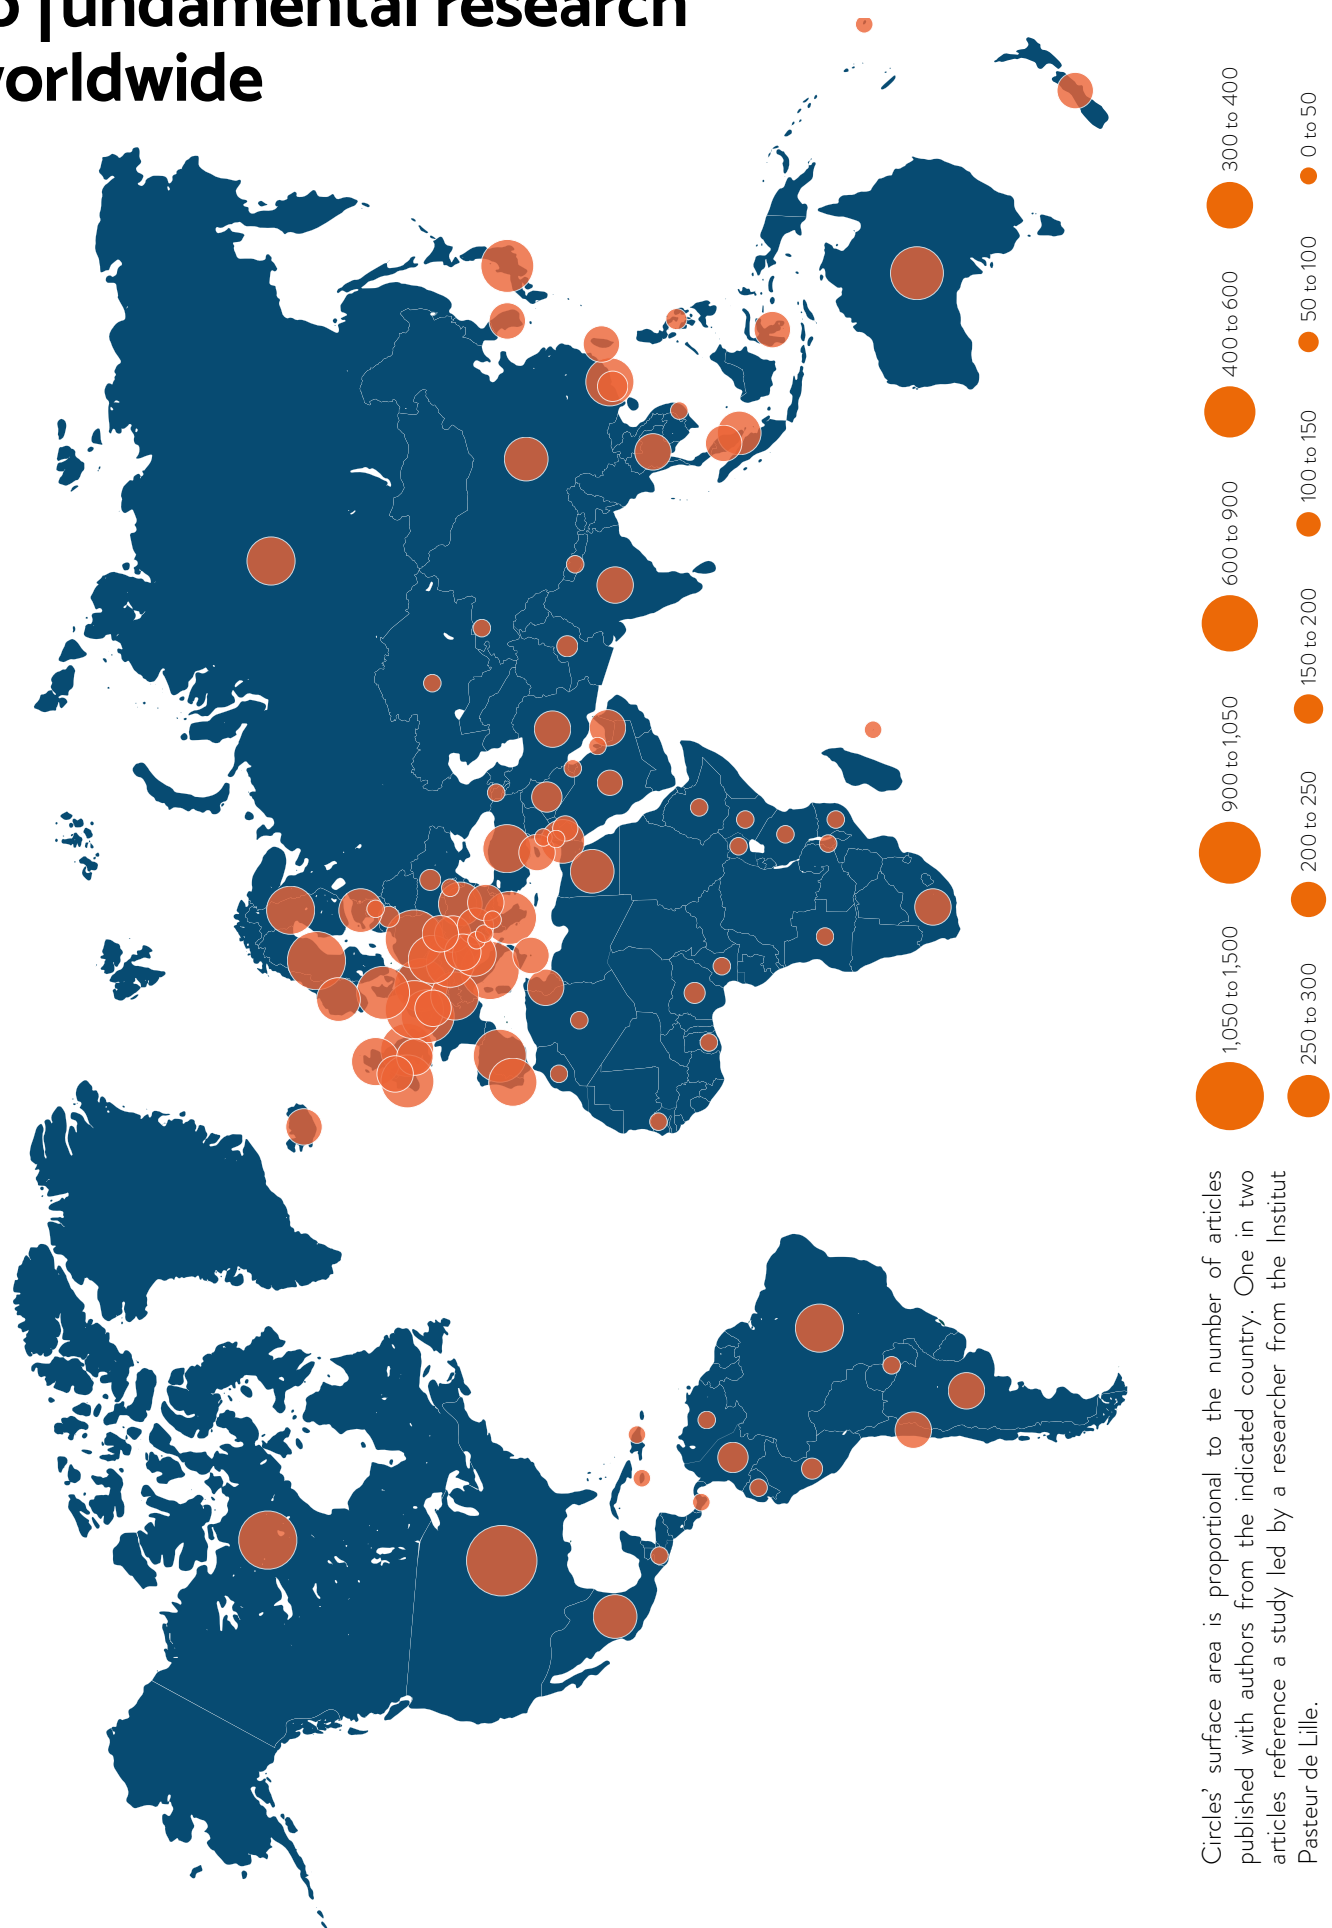 fundamental research
orldwide
1,050 to 1,500
900 to 1,050
600 to 900
400 to 600
300 to 400
250 to 300
200 to 250
150 to 200
100 to 150
50 to 100
0 to 50
Circles’ surface area is proportional to the number of articles
published with authors from the indicated country. One in two
articles reference a study led by a researcher from the Institut
Pasteur de Lille.